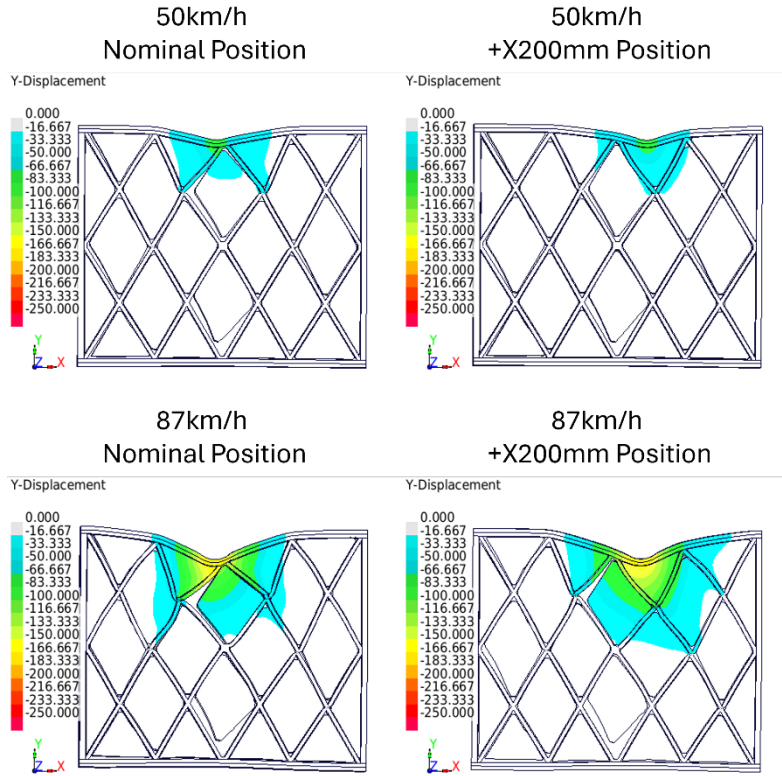 50km/h
Nominal Position
Y-Displacement
0.000
-16.667
-33.333
-50.000
-66.667
-83.333
-100.000
-116.667
-133.333
-150.000
-166.667
-183.333
-200.000
-216.667
-233.333
-250.000
Y
Z
X
50km/h
+X200mm Position
Y-Displacement
0.000
-16.667
-33.333
-50.000
-66.667
-83.333
-100.000
-116.667
-133.333
-150.000
-166.667
-183.333
-200.000
-216.667
-233.333
-250.000
Y
Z
X
87km/h
Nominal Position
Y-Displacement
0.000
-16.667
-33.333
-50.000
-66.667
-83.333
-100.000
-116.667
-133.333
-150.000
-166.667
-183.333
-200.000
-216.667
-233.333
-250.000
Y
Z
X
87km/h
+X200mm Position
Y-Displacement
0.000
-16.667
-33.333
-50.000
-66.667
-83.333
-100.000
-116.667
-133.333
-150.000
-166.667
-183.333
-200.000
-216.667
-233.333
-250.000
Y
Z
X